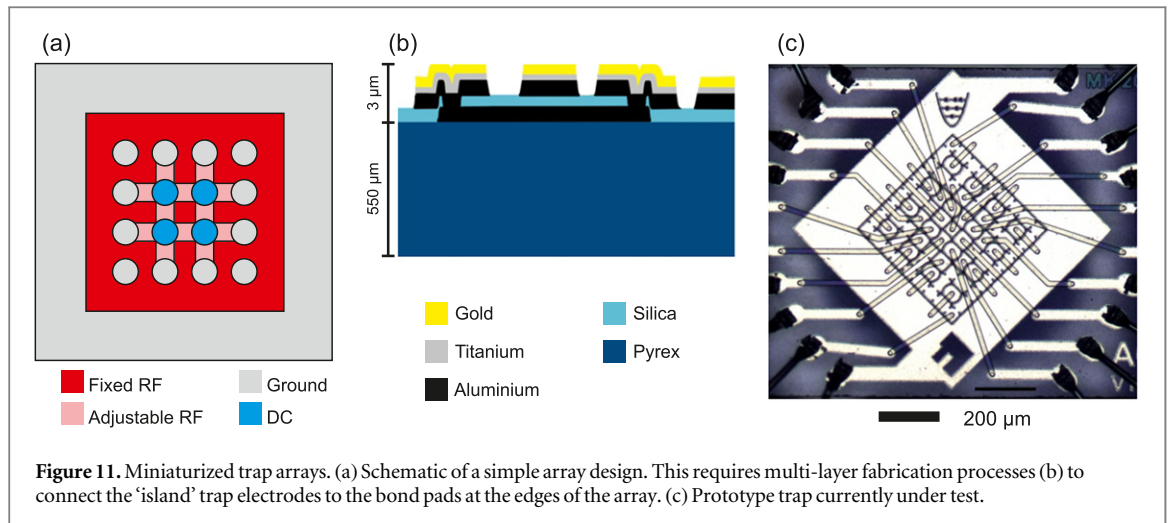 (a)
(b)
(c)
3 μm
550 μm
Fixed RF
Ground
Adjustable RF
DC
Gold
Silica
Titanium
Pyrex
Aluminium
200 μm
Figure 11. Miniaturized trap arrays. (a) Schematic of a simple array design. This requires multi-layer fabrication processes (b) to
connect the ‘island’ trap electrodes to the bond pads at the edges of the array. (c) Prototype trap currently under test.